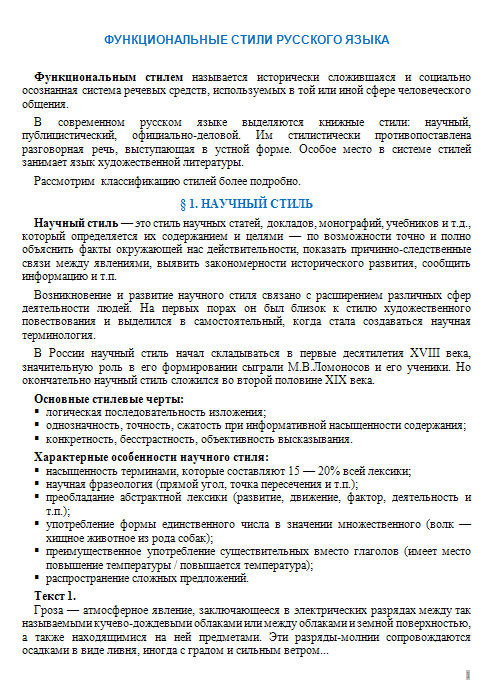 ФУНКЦИОНАЛЬНЫЕ СТИЛИ РУССКОГО ЯЗЫКА
Функциональным стилем называется исторически сложившаяся и социально
осознанная система речевых средств, используемых в той или иной сфере человеческого
общения.
В современном русском языке выделяются книжные стили: научный,
публицистический, официально-деловой. Им стилистически противопоставлена
разговорная речь, выступающая в устной форме. Особое место в системе стилей
занимает язык художественной литературы.
Рассмотрим классификацию стилей более подробно.
§ 1. НАУЧНЫЙ СТИЛЬ
Научный стиль — это стиль научных статей, докладов, монографий, учебников и т.д.,
который определяется их содержанием и целями — по возможности точно и полно
объяснить факты окружающей нас действительности, показать причинно-следственные
связи между явлениями, выявить закономерности исторического развития, сообщить
информацию и т.п.
Возникновение и развитие научного стиля связано с расширением различных сфер
деятельности людей. На первых порах он был близок к стилю художественного
повествования и выделился в самостоятельный, когда стала создаваться научная
терминология.
В России научный стиль начал складываться в первые десятилетия XVIII века,
значительную роль в его формировании сыграли М.В.Ломоносов и его ученики. Но
окончательно научный стиль сложился во второй половине XIX века.
Основные стилевые черты:
▪ логическая последовательность изложения;
▪ однозначность, точность, сжатость при информативной насыщенности содержания;
▪ конкретность, бесстрастность, объективность высказывания.
Характерные особенности научного стиля:
▪ насыщенность терминами, которые составляют 15 — 20% всей лексики;
▪ научная фразеология (прямой угол, точка пересечения и т.п.);
▪ преобладание абстрактной лексики (развитие, движение, фактор, деятельность и
т.п.);
▪ употребление формы единственного числа в значении множественного (волк —
хищное животное из рода собак);
▪ преимущественное употребление существительных вместо глаголов (имеет место
повышение температуры / повышается температура);
▪ распространение сложных предложений.
Текст 1.
Гроза — атмосферное явление, заключающееся в электрических разрядах между так
называемыми кучево-дождевыми облаками или между облаками и земной поверхностью,
а также находящимися на ней предметами. Эти разряды-молнии сопровождаются
осадками в виде ливня, иногда с градом и сильным ветром...